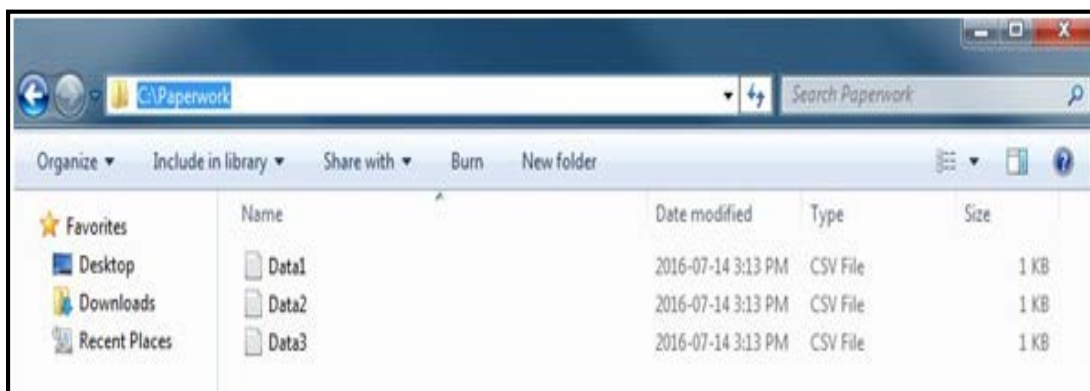 C:\Paperwork
Search Paperwork
Organize Include in library Share with Burn New folder
Favorites
Desktop
Downloads
Recent Places
Name Date modified Type Size
Data1 2016-07-14 3:13 PM CSV File 1 KB
Data2 2016-07-14 3:13 PM CSV File 1 KB
Data3 2016-07-14 3:13 PM CSV File 1 KB